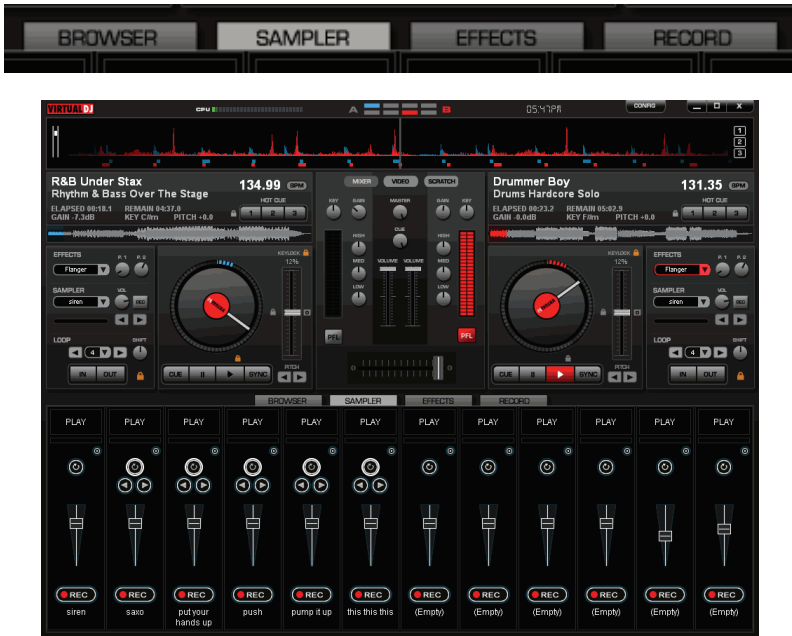 BROWSER SAMPLER EFFECTS RECORD
VIRTUAL DJ CPU A B 05:47PM CONFIG X
1
2
3
R&B Under Stax 134.99 BPM
Rhythm & Bass Over The Stage
ELAPSED 00:18.1 REMAIN 04:37.0 HOT CUE
GAIN -7.3dB KEY C#m PITCH +0.0 1 2 3
MIXER VIDEO SCRATCH
KEY GAIN MASTER GAIN KEY
HIGH CUE HIGH
MED VOLUME VOLUME MED
LOW LOW
PFL PFL
Drummer Boy 131.35 BPM
Drums Hardcore Solo
ELAPSED 00:23.2 REMAIN 05:02.9 HOT CUE
GAIN -0.0dB KEY F#m PITCH +0.0 1 2 3
EFFECTS P. 1 P. 2
Flanger
SAMPLER VOL
siren REC
LOOP SHIFT
4
IN OUT
KEYLOCK
12%
CUE II SYNC PITCH
KEYLOCK
12%
CUE II SYNC PITCH
EFFECTS P. 1 P. 2
Flanger
SAMPLER VOL
siren REC
LOOP SHIFT
4
IN OUT
BROWSER SAMPLER EFFECTS RECORD
PLAY PLAY PLAY PLAY PLAY PLAY PLAY PLAY PLAY PLAY PLAY PLAY
REC REC REC REC REC REC REC REC REC REC REC REC
siren saxo put your hands up push pump it up this this this (Empty) (Empty) (Empty) (Empty) (Empty) (Empty)